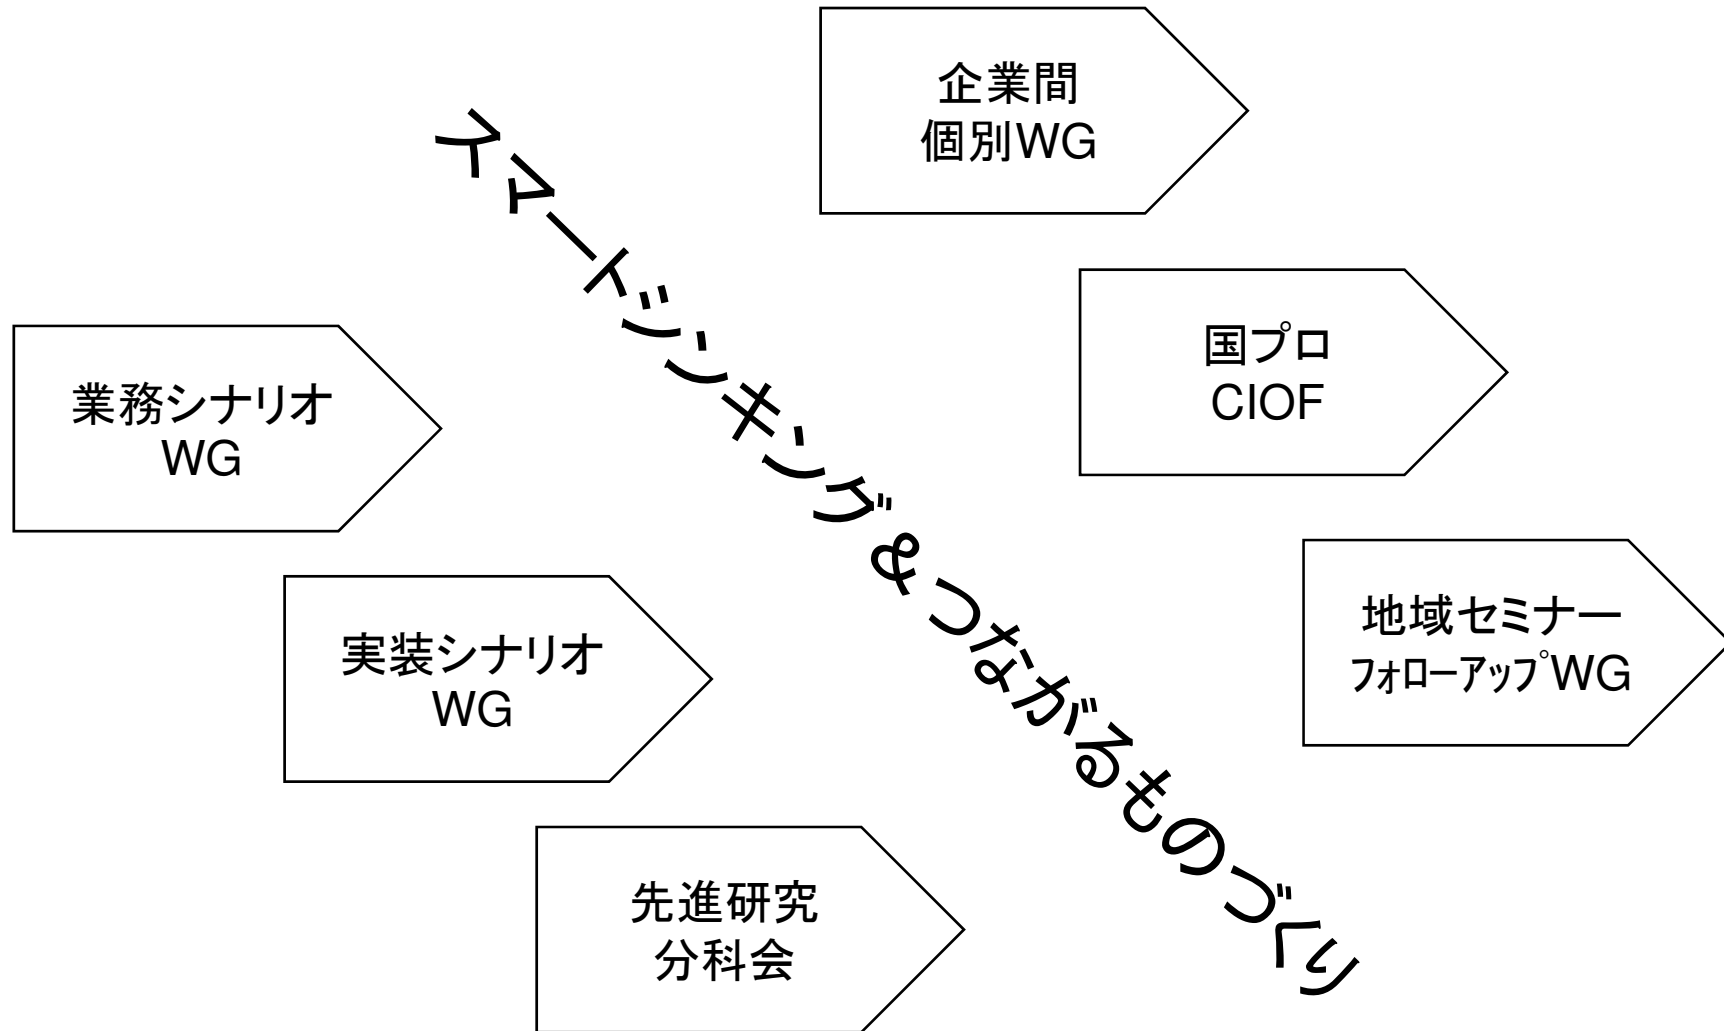 企業間
個別WG
国プロ
CIOF
地域セミナー
フォローアップWG
スマートシンキング＆つながるものづくり
業務シナリオ
WG
実装シナリオ
WG
先進研究
分科会